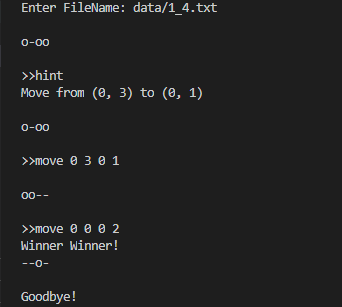 Enter FileName: data/1_4.txt
o-oo
>>hint
Move from (0, 3) to (0, 1)
o-oo
>>move 0 3 0 1
oo--
>>move 0 0 0 2
Winner Winner!
--o-
Goodbye!